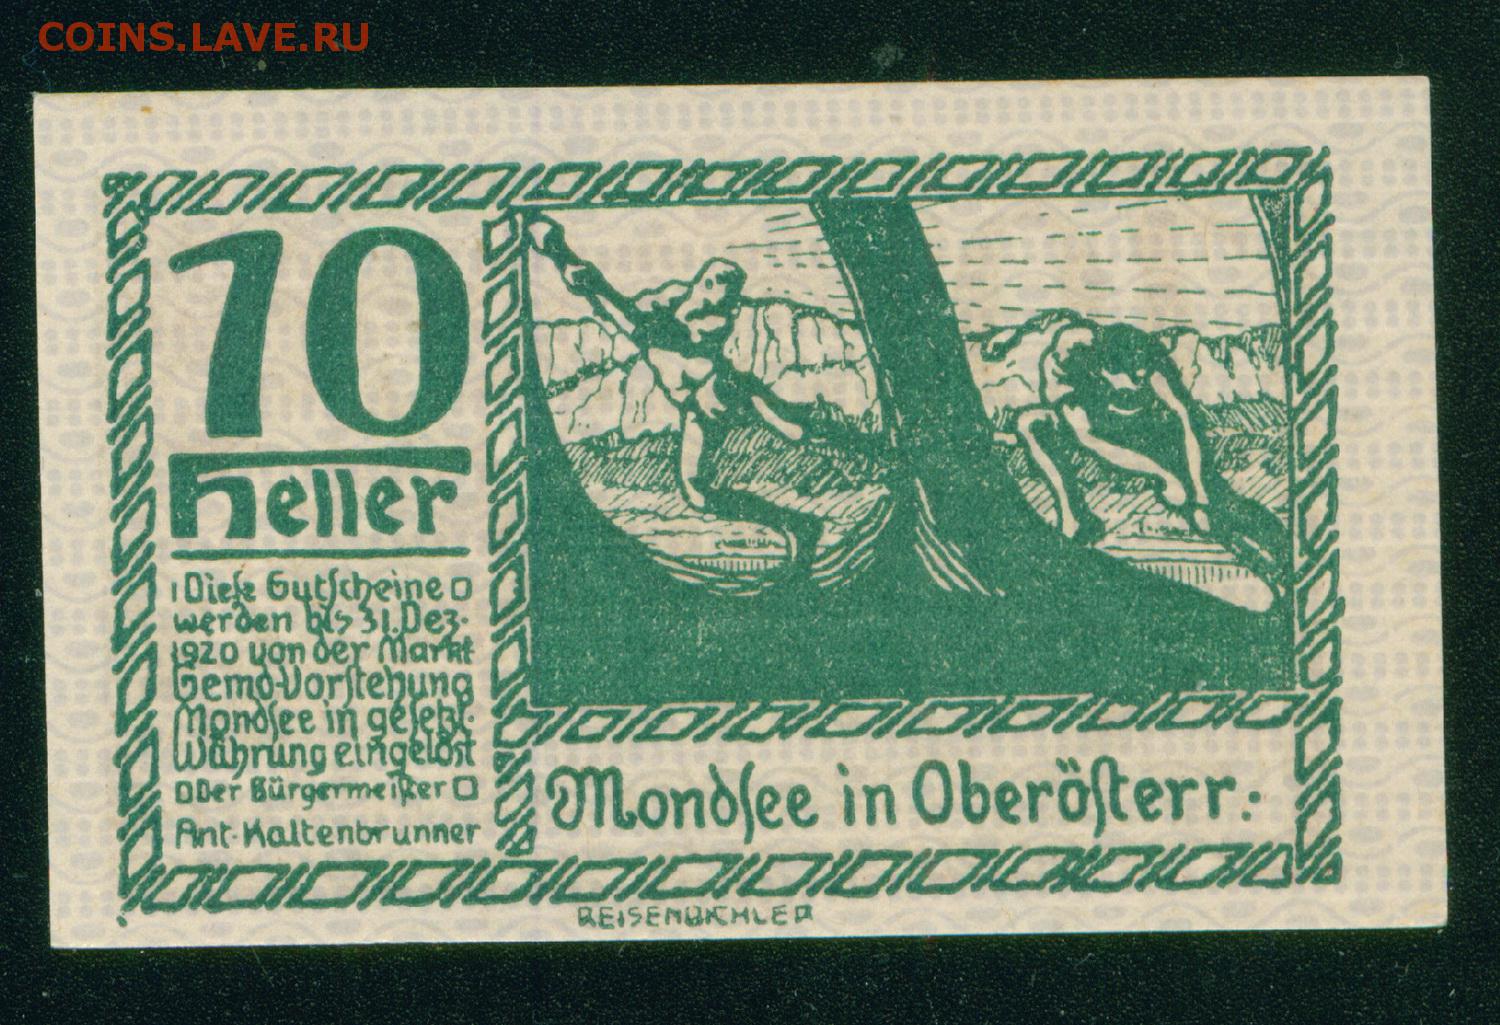 COINS.LAVE.RU
10
Heller
Diese Gutscheine
werden bis 31. Dez.
1920 von der Markt
Gemd-Vorstehung
Mondsee in gesetzl.
Währung eingelöst
Der Bürgermeister
Ant. Kaltenbrunner
Mondsee in Oberösterr.:
REISENBICHLER